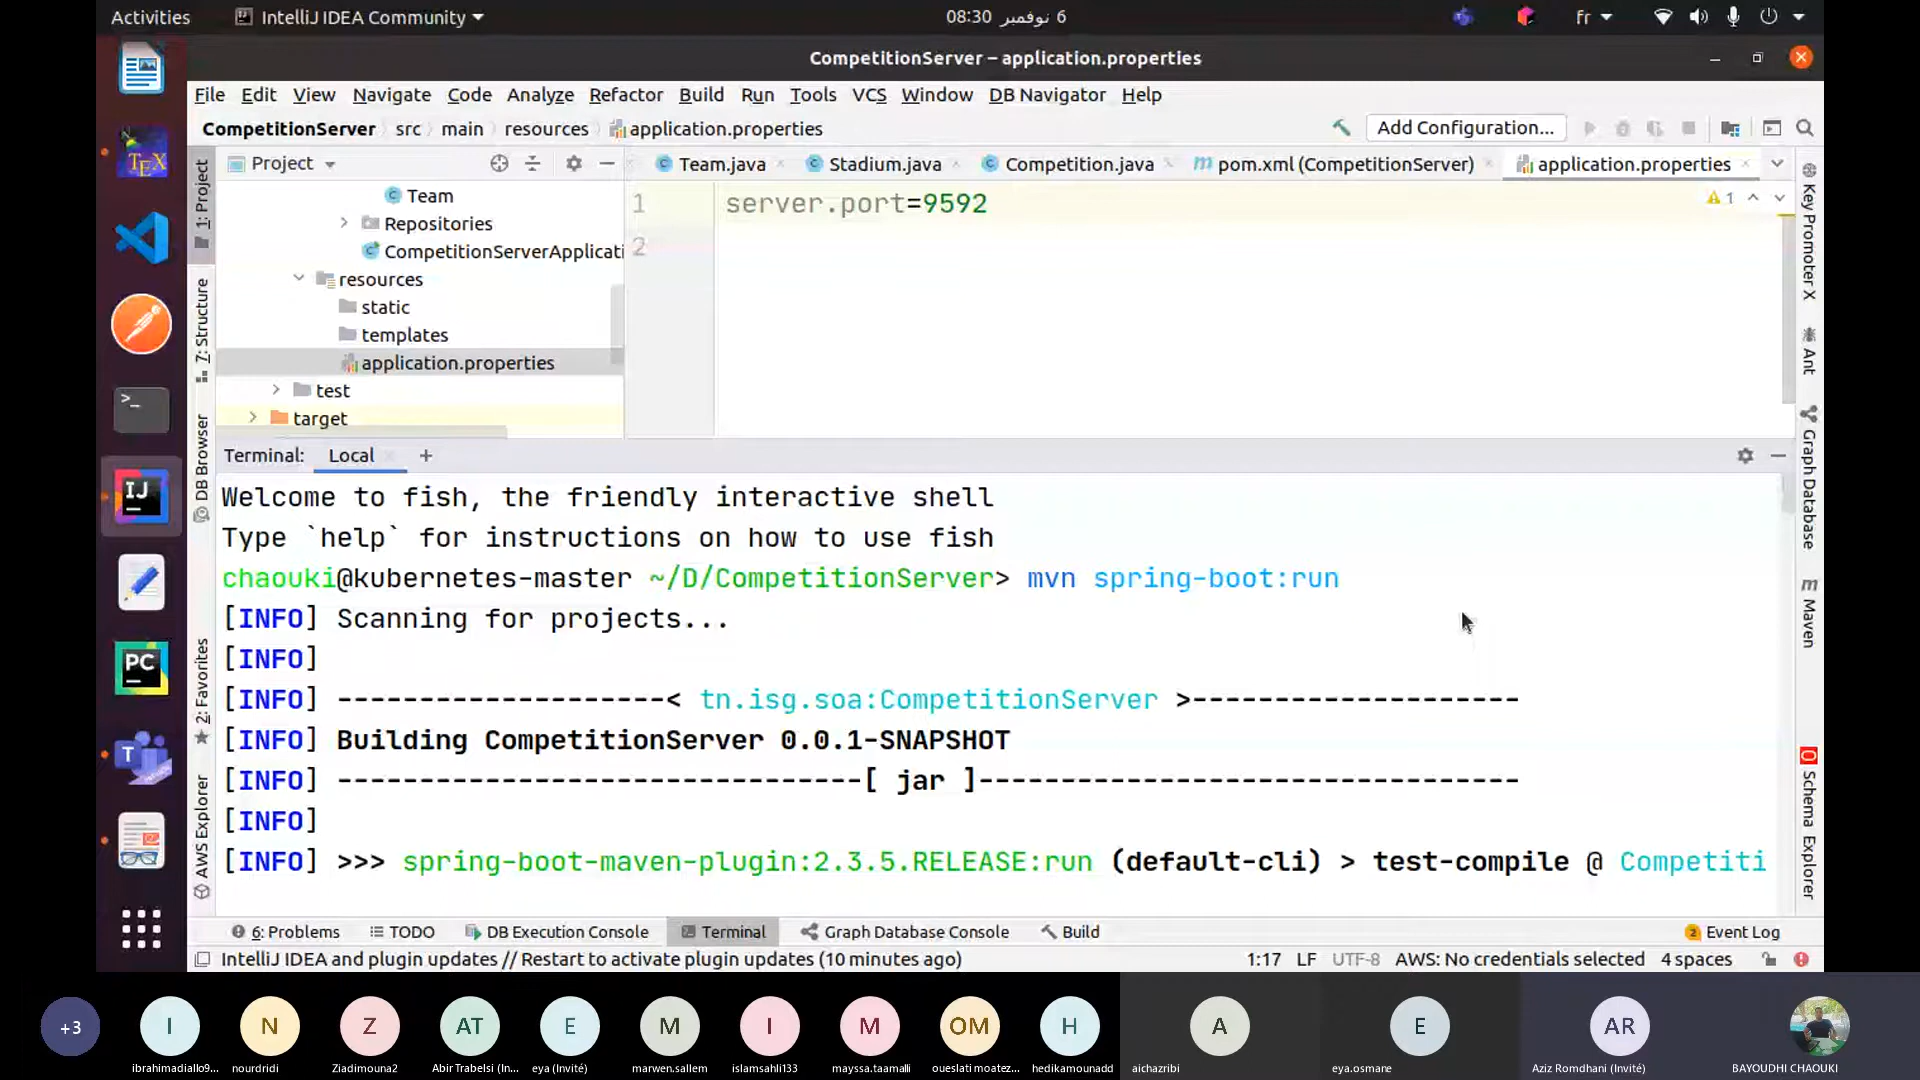 Activities
IntelliJ IDEA Community
6 نوفمبر 08:30
fr
CompetitionServer – application.properties
File Edit View Navigate Code Analyze Refactor Build Run Tools VCS Window DB Navigator Help
CompetitionServer src main resources application.properties
Add Configuration...
Project
Team.java
Stadium.java
Competition.java
pom.xml (CompetitionServer)
application.properties
Team
Repositories
CompetitionServerApplicati
resources
static
templates
application.properties
test
target
1 server.port=9592
2
1
1: Project
7: Structure
DB Browser
2: Favorites
AWS Explorer
Key Promoter X
Ant
Graph Database
Maven
Schema Explorer
Terminal: Local +
Welcome to fish, the friendly interactive shell
Type `help` for instructions on how to use fish
chaouki@kubernetes-master ~/D/CompetitionServer> mvn spring-boot:run
[INFO] Scanning for projects...
[INFO]
[INFO] --------------------< tn.isg.soa:CompetitionServer >--------------------
[INFO] Building CompetitionServer 0.0.1-SNAPSHOT
[INFO] --------------------------------[ jar ]---------------------------------
[INFO]
[INFO] >>> spring-boot-maven-plugin:2.3.5.RELEASE:run (default-cli) > test-compile @ Competiti
6: Problems TODO DB Execution Console Terminal Graph Database Console Build 2 Event Log
IntelliJ IDEA and plugin updates // Restart to activate plugin updates (10 minutes ago) 1:17 LF UTF-8 AWS: No credentials selected 4 spaces
+3 I N Z AT E M I M OM H A E AR
ibrahimadiallo9... nourdridi Ziadimouna2 Abir Trabelsi (In... eya (Invité) marwen.sallem islamsahli133 mayssa.taamalli oueslati moatez... hedikamounadd aichazribi eya.osmane Aziz Romdhani (Invité) BAYOUDHI CHAOUKI